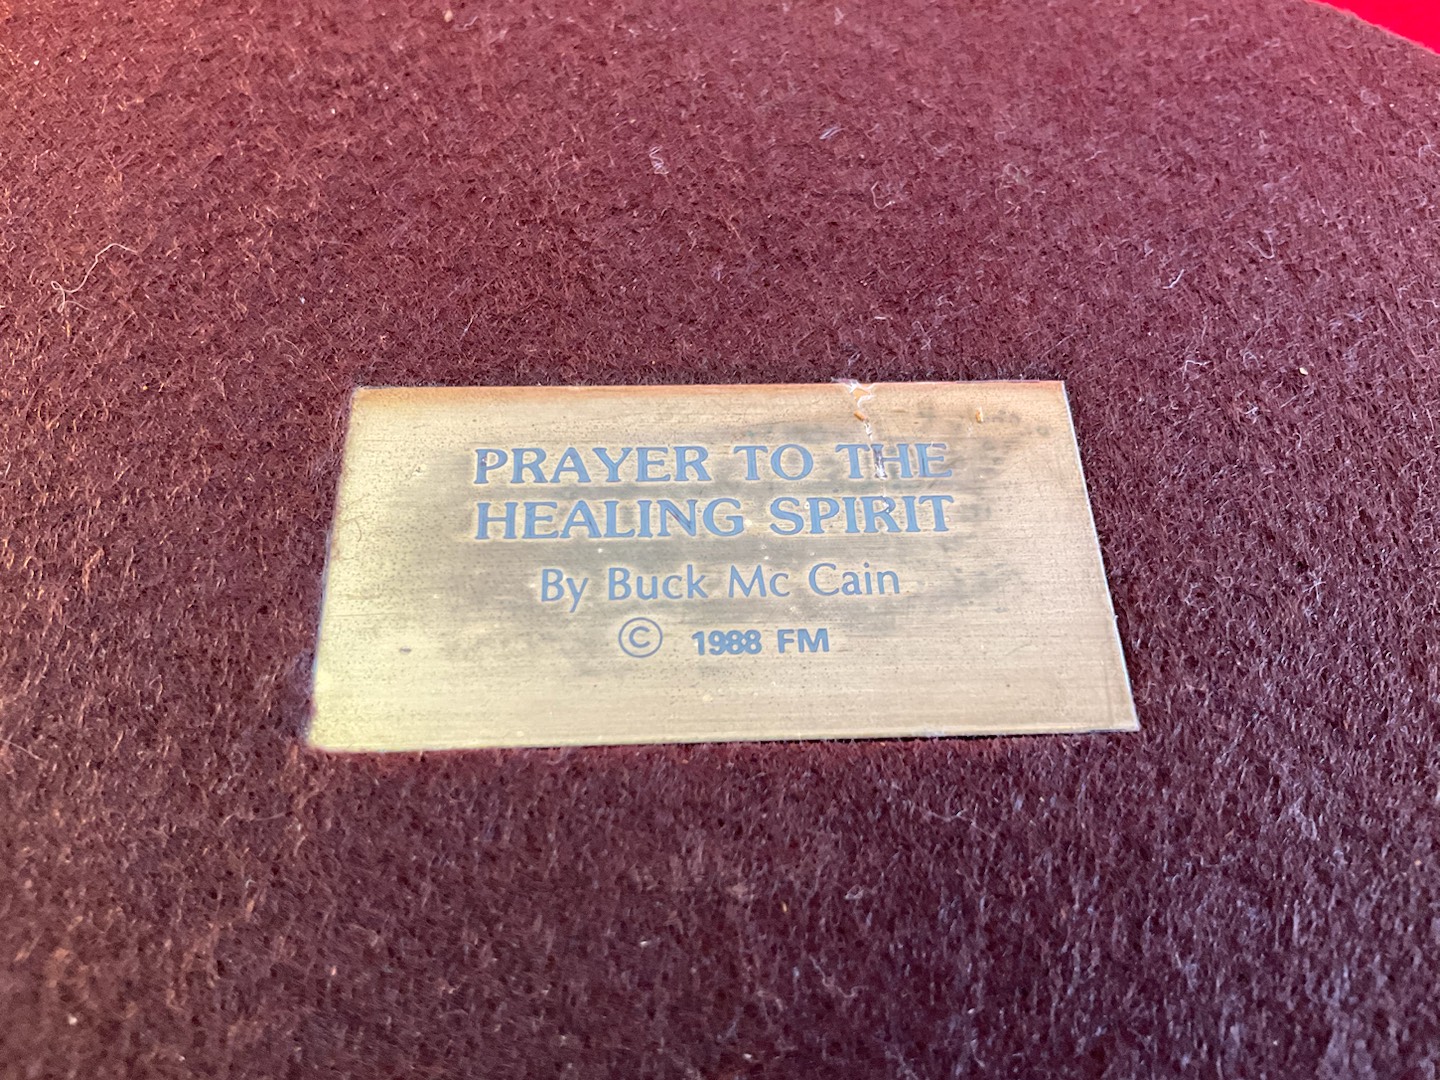 PRAYER TO THE
HEALING SPIRIT
By Buck Mc Cain
© 1988 FM